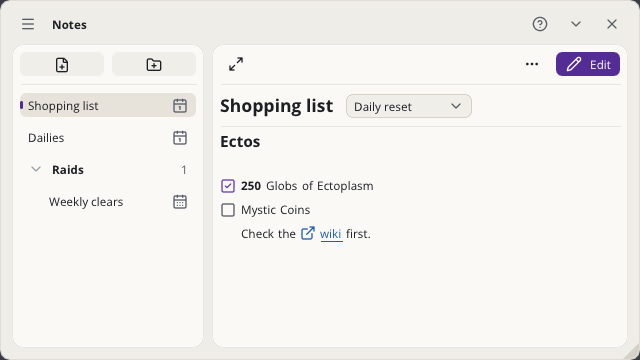 Notes
Edit
Shopping list
Dailies
Raids 1
Weekly clears
Shopping list Daily reset
Ectos
250 Globs of Ectoplasm
Mystic Coins
Check the wiki first.